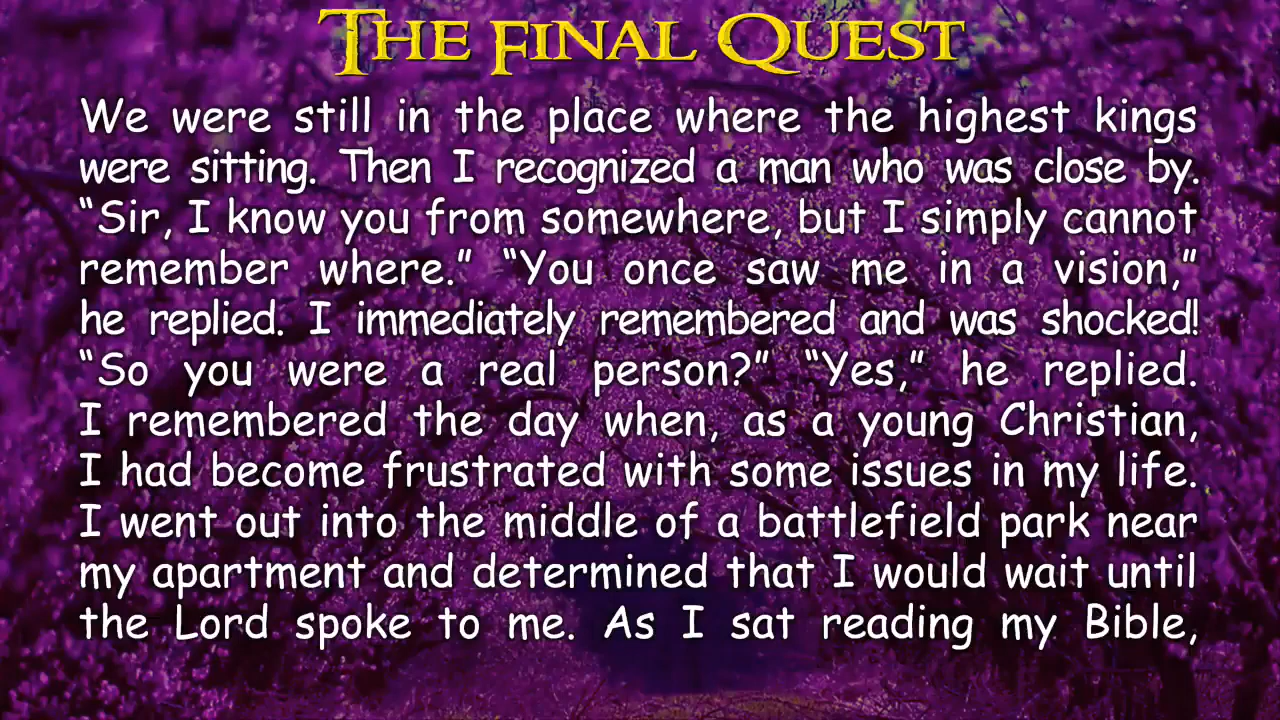 The Final Quest
We were still in the place where the highest kings
were sitting. Then I recognized a man who was close by.
“Sir, I know you from somewhere, but I simply cannot
remember where.” “You once saw me in a vision,”
he replied. I immediately remembered and was shocked!
“So you were a real person?” “Yes,” he replied.
I remembered the day when, as a young Christian,
I had become frustrated with some issues in my life.
I went out into the middle of a battlefield park near
my apartment and determined that I would wait until
the Lord spoke to me. As I sat reading my Bible,